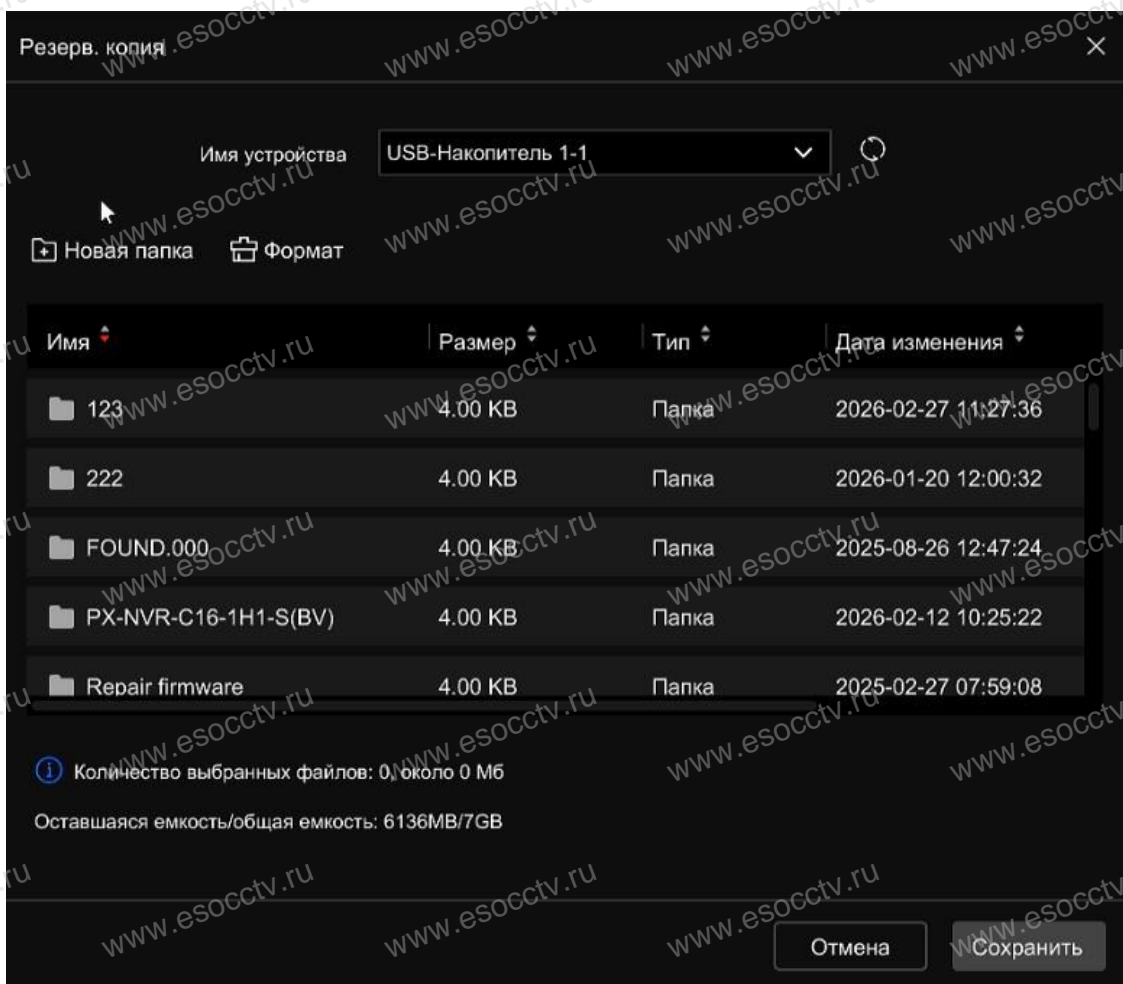 Резерв. копия
Имя устройства USB-Накопитель 1-1
Новая папка Формат
Имя Размер Тип Дата изменения
123 4.00 KB Папка 2026-02-27 11:27:36
222 4.00 KB Папка 2026-01-20 12:00:32
FOUND.000 4.00 KB Папка 2025-08-26 12:47:24
PX-NVR-C16-1H1-S(BV) 4.00 KB Папка 2026-02-12 10:25:22
Repair firmware 4.00 KB Папка 2025-02-27 07:59:08
Количество выбранных файлов: 0, около 0 Мб
Оставшаяся емкость/общая емкость: 6136MB/7GB
Отмена Сохранить
www.esocctv.ru